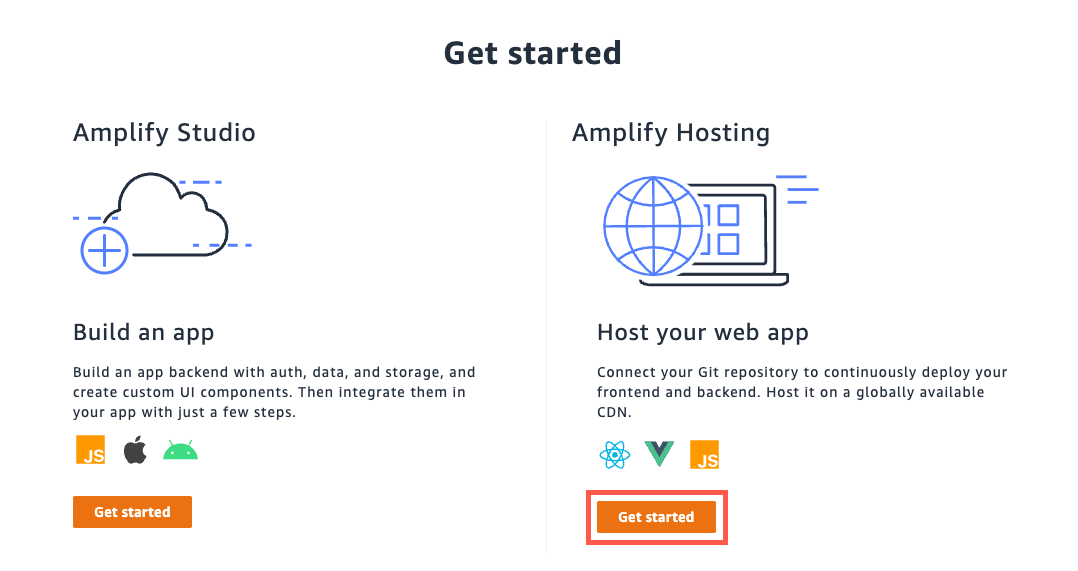 Get started
Amplify Studio
Build an app
Build an app backend with auth, data, and storage, and
create custom UI components. Then integrate them in
your app with just a few steps.
JS
Get started
Amplify Hosting
Host your web app
Connect your Git repository to continuously deploy your
frontend and backend. Host it on a globally available
CDN.
JS
Get started